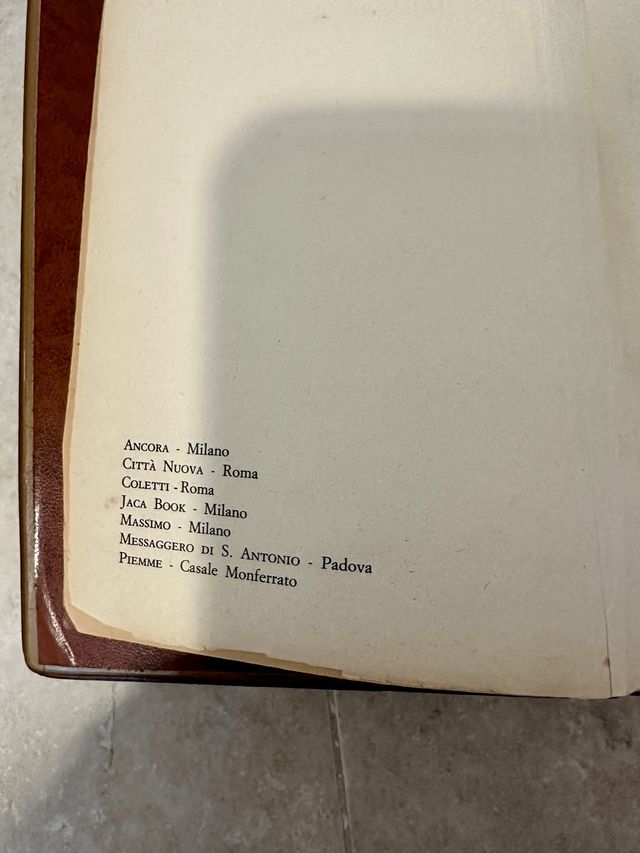 Ancora - Milano
Città Nuova - Roma
Coletti - Roma
Jaca Book - Milano
Massimo - Milano
Messaggero di S. Antonio - Padova
Piemme - Casale Monferrato